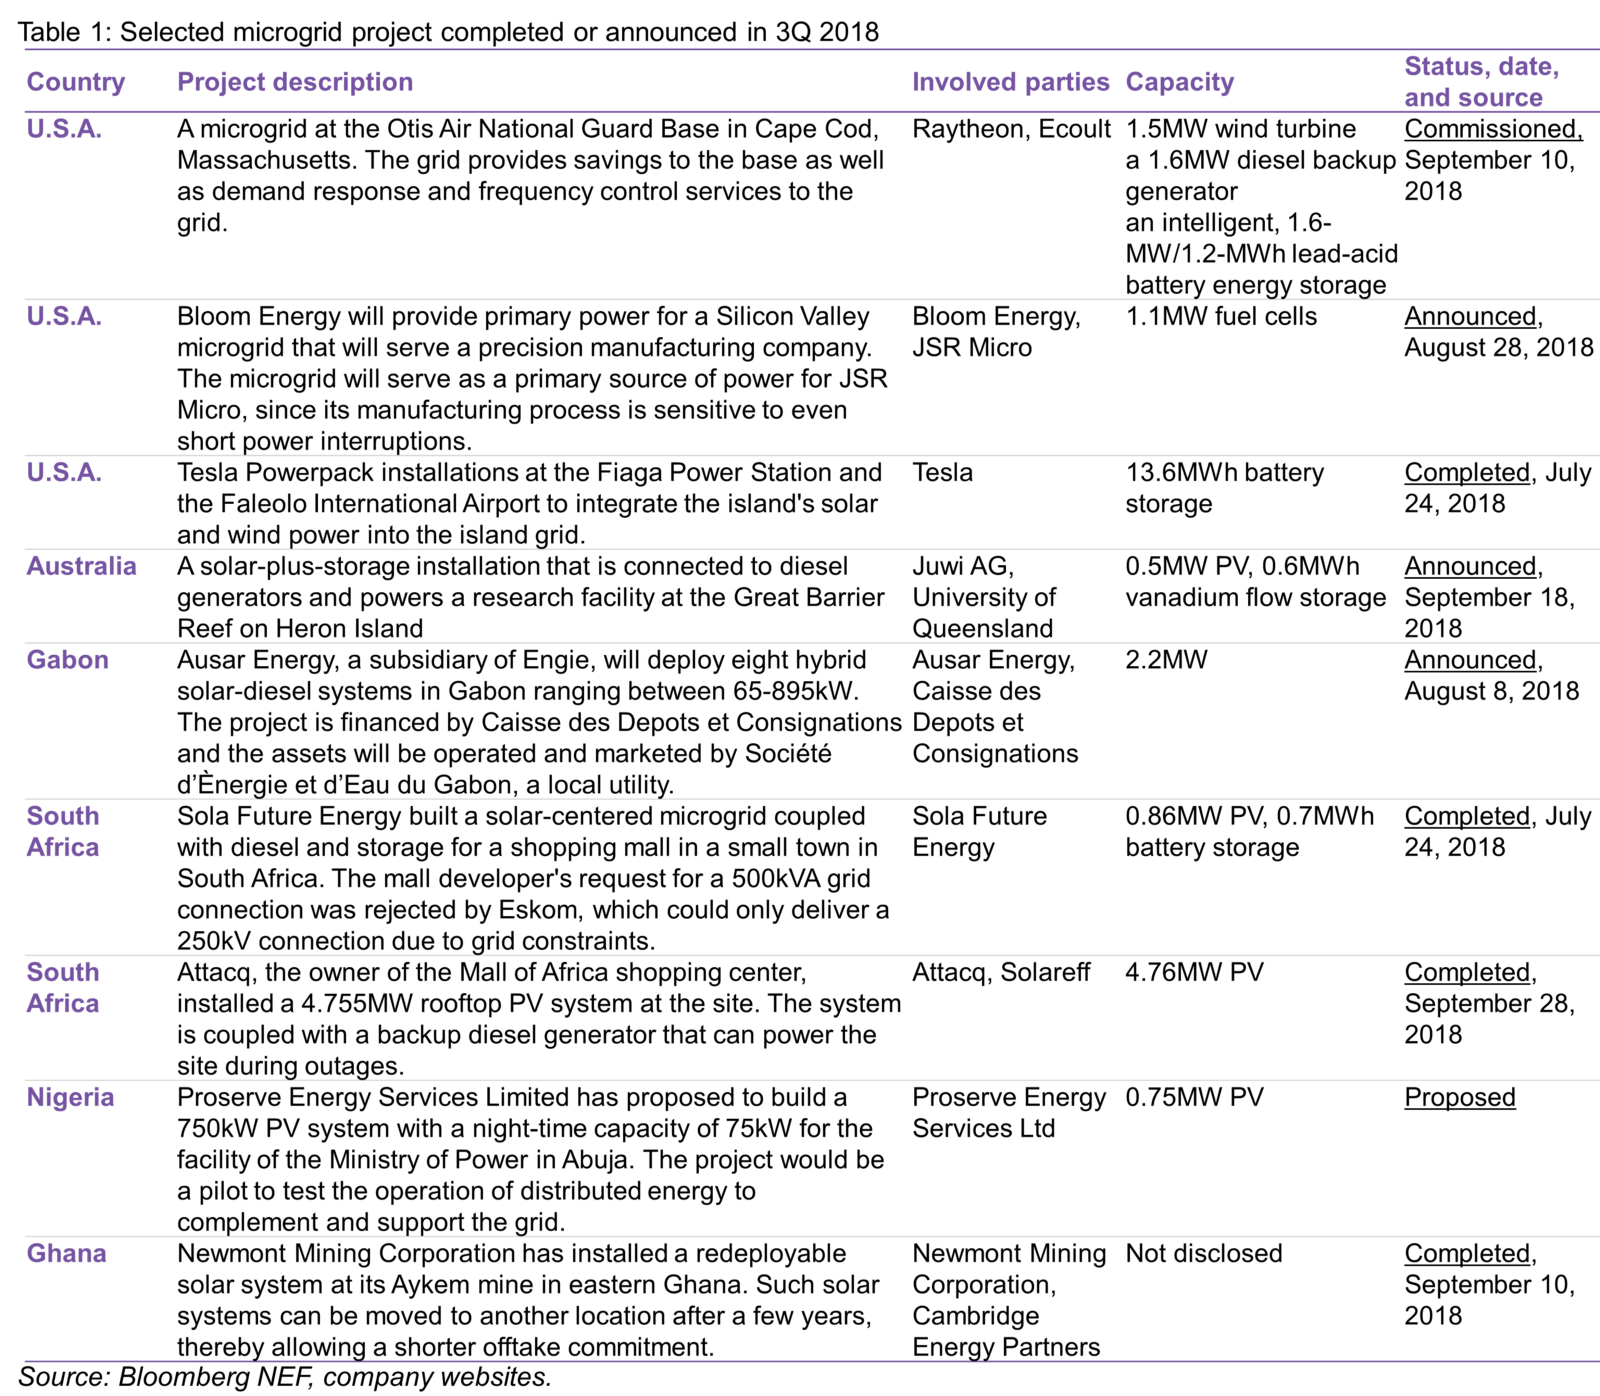 Table 1: Selected microgrid project completed or announced in 3Q 2018
Country Project description Involved parties Capacity Status, date,
and source
U.S.A. A microgrid at the Otis Air National Guard Base in Cape Cod, Raytheon, Ecoult 1.5MW wind turbine Commissioned,
Massachusetts. The grid provides savings to the base as well a 1.6MW diesel backup September 10,
as demand response and frequency control services to the generator 2018
grid. an intelligent, 1.6-
MW/1.2-MWh lead-acid
battery energy storage
U.S.A. Bloom Energy will provide primary power for a Silicon Valley Bloom Energy, 1.1MW fuel cells Announced,
microgrid that will serve a precision manufacturing company. JSR Micro August 28, 2018
The microgrid will serve as a primary source of power for JSR
Micro, since its manufacturing process is sensitive to even
short power interruptions.
U.S.A. Tesla Powerpack installations at the Fiaga Power Station and Tesla 13.6MWh battery Completed, July
the Faleolo International Airport to integrate the island's solar storage 24, 2018
and wind power into the island grid.
Australia A solar-plus-storage installation that is connected to diesel Juwi AG, 0.5MW PV, 0.6MWh Announced,
generators and powers a research facility at the Great Barrier University of vanadium flow storage September 18,
Reef on Heron Island Queensland 2018
Gabon Ausar Energy, a subsidiary of Engie, will deploy eight hybrid Ausar Energy, 2.2MW Announced,
solar-diesel systems in Gabon ranging between 65-895kW. Caisse des August 8, 2018
The project is financed by Caisse des Depots et Consignations Depots et
and the assets will be operated and marketed by Société Consignations
d’Ènergie et d’Eau du Gabon, a local utility.
South Sola Future Energy built a solar-centered microgrid coupled Sola Future 0.86MW PV, 0.7MWh Completed, July
Africa with diesel and storage for a shopping mall in a small town in Energy battery storage 24, 2018
South Africa. The mall developer's request for a 500kVA grid
connection was rejected by Eskom, which could only deliver a
250kV connection due to grid constraints.
South Attacq, the owner of the Mall of Africa shopping center, Attacq, Solareff 4.76MW PV Completed,
Africa installed a 4.755MW rooftop PV system at the site. The system September 28,
is coupled with a backup diesel generator that can power the 2018
site during outages.
Nigeria Proserve Energy Services Limited has proposed to build a Proserve Energy 0.75MW PV Proposed
750kW PV system with a night-time capacity of 75kW for the Services Ltd
facility of the Ministry of Power in Abuja. The project would be
a pilot to test the operation of distributed energy to
complement and support the grid.
Ghana Newmont Mining Corporation has installed a redeployable Newmont Mining Not disclosed Completed,
solar system at its Aykem mine in eastern Ghana. Such solar Corporation, September 10,
systems can be moved to another location after a few years, Cambridge 2018
thereby allowing a shorter offtake commitment. Energy Partners
Source: Bloomberg NEF, company websites.